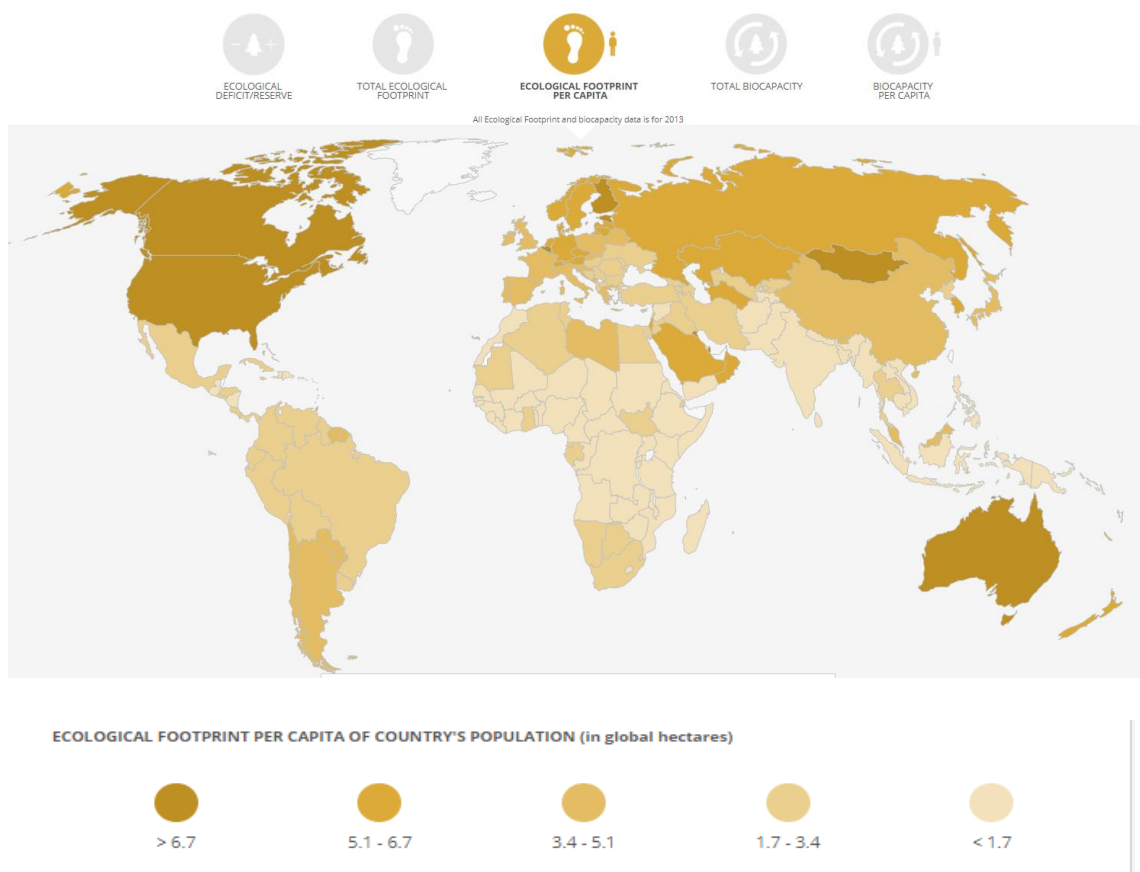 ECOLOGICAL
DEFICIT/RESERVE
TOTAL ECOLOGICAL
FOOTPRINT
ECOLOGICAL FOOTPRINT
PER CAPITA
TOTAL BIOCAPACITY
BIOCAPACITY
PER CAPITA
All Ecological Footprint and biocapacity data is for 2013
ECOLOGICAL FOOTPRINT PER CAPITA OF COUNTRY'S POPULATION (in global hectares)
> 6.7
5.1 - 6.7
3.4 - 5.1
1.7 - 3.4
< 1.7